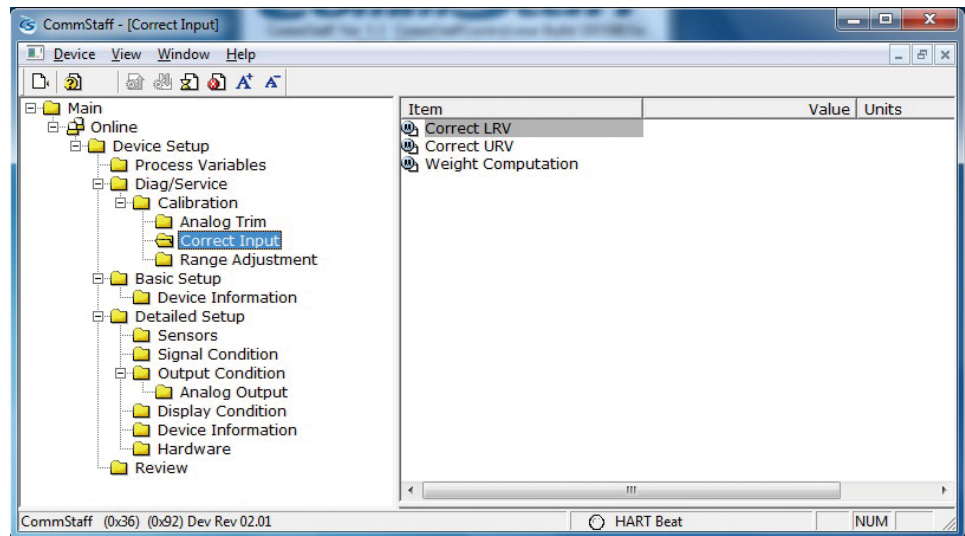 CommStaff - [Correct Input]
Device View Window Help
Main
Online
Device Setup
Process Variables
Diag/Service
Calibration
Analog Trim
Correct Input
Range Adjustment
Basic Setup
Device Information
Detailed Setup
Sensors
Signal Condition
Output Condition
Analog Output
Display Condition
Device Information
Hardware
Review
Item Value Units
Correct LRV
Correct URV
Weight Computation
CommStaff (0x36) (0x92) Dev Rev 02.01 HART Beat NUM